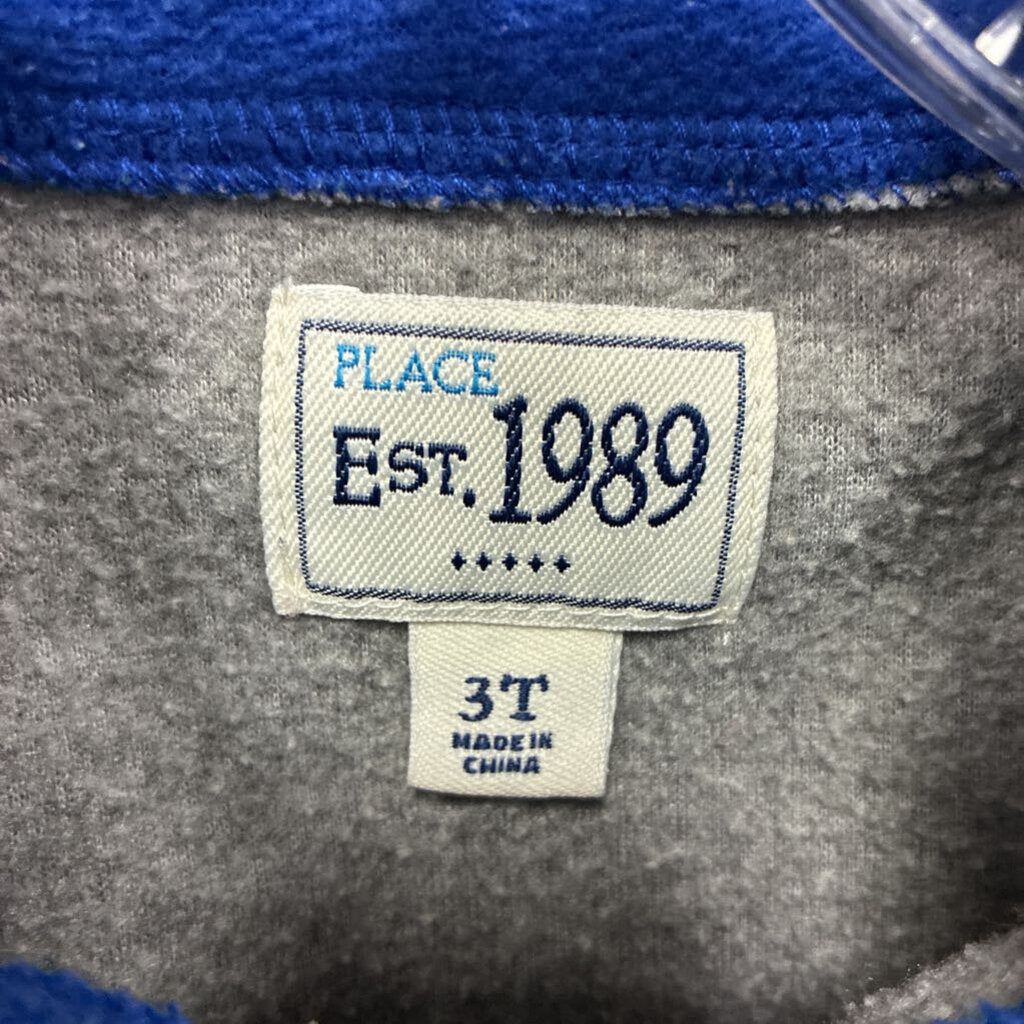 PLACE
EST. 1989
3T
MADE IN
CHINA